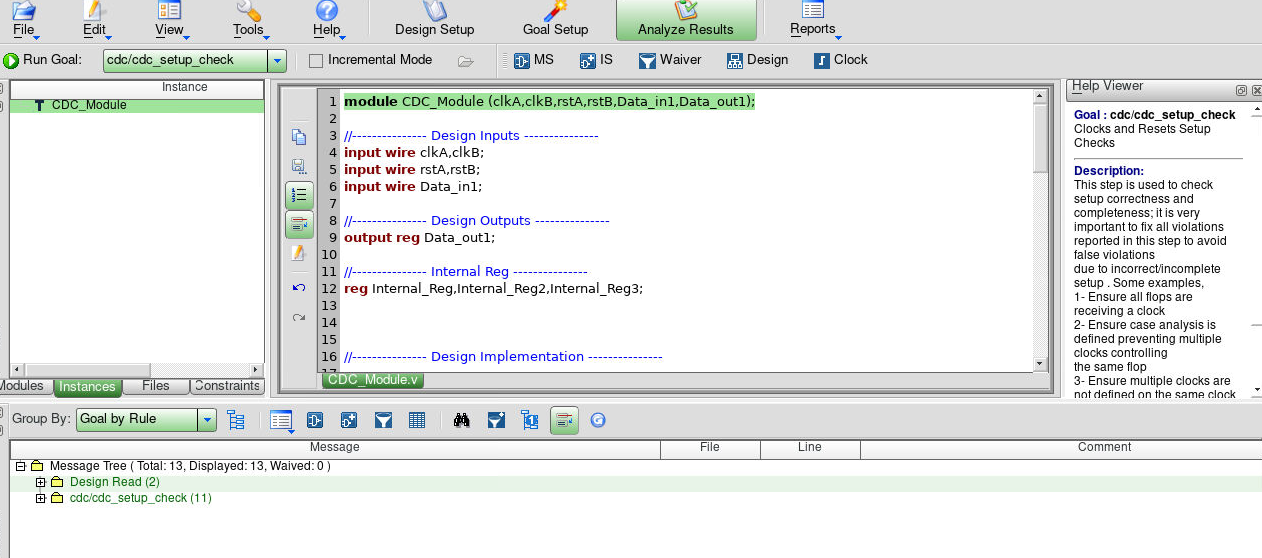 File Edit View Tools Help Design Setup Goal Setup Analyze Results Reports
Run Goal: cdc/cdc_setup_check Incremental Mode MS IS Waiver Design Clock
Instance
CDC_Module
Modules Instances Files Constraints
1 module CDC_Module (clkA,clkB,rstA,rstB,Data_in1,Data_out1);
2
3 //--------------- Design Inputs ---------------
4 input wire clkA,clkB;
5 input wire rstA,rstB;
6 input wire Data_in1;
7
8 //--------------- Design Outputs ---------------
9 output reg Data_out1;
10
11 //--------------- Internal Reg ---------------
12 reg Internal_Reg,Internal_Reg2,Internal_Reg3;
13
14
15
16 //--------------- Design Implementation ---------------
17
CDC_Module.v
Help Viewer
Goal : cdc/cdc_setup_check
Clocks and Resets Setup
Checks
Description:
This step is used to check
setup correctness and
completeness; it is very
important to fix all violations
reported in this step to avoid
false violations
due to incorrect/incomplete
setup . Some examples,
1- Ensure all flops are
receiving a clock
2- Ensure case analysis is
defined preventing multiple
clocks controlling
the same flop
3- Ensure multiple clocks are
not defined on the same clock
Group By: Goal by Rule
Message File Line Comment
Message Tree ( Total: 13, Displayed: 13, Waived: 0 )
Design Read (2)
cdc/cdc_setup_check (11)